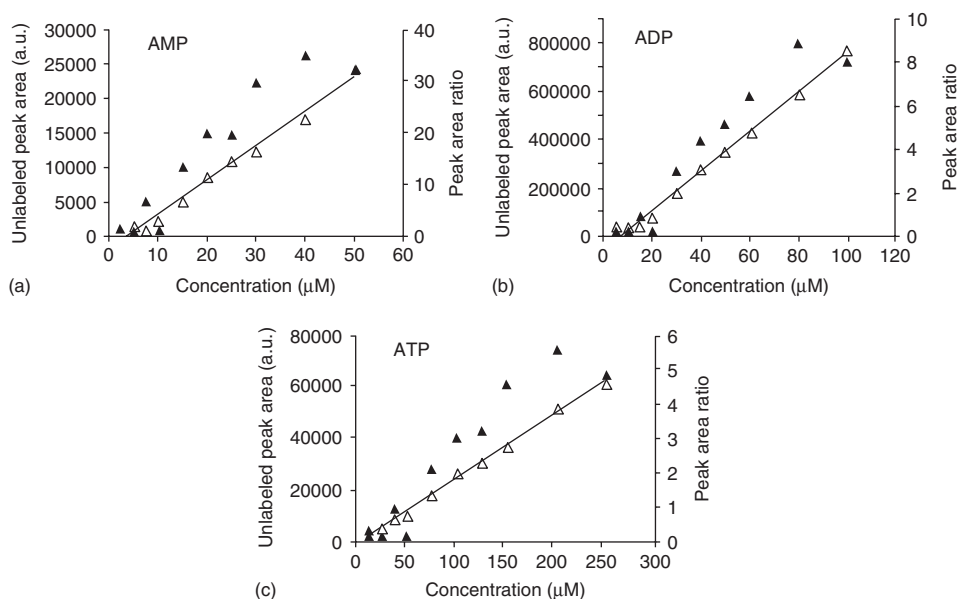 AMP
Unlabeled peak area (a.u.)
30000
25000
20000
15000
10000
5000
0
40
30
20
10
0
Peak area ratio
0 10 20 30 40 50 60
Concentration (μM)
(a)
ADP
Unlabeled peak area (a.u.)
800000
600000
400000
200000
0
10
8
6
4
2
0
Peak area ratio
0 20 40 60 80 100 120
Concentration (μM)
(b)
ATP
Unlabeled peak area (a.u.)
80000
60000
40000
20000
0
6
5
4
3
2
1
0
Peak area ratio
0 50 100 150 200 250 300
Concentration (μM)
(c)